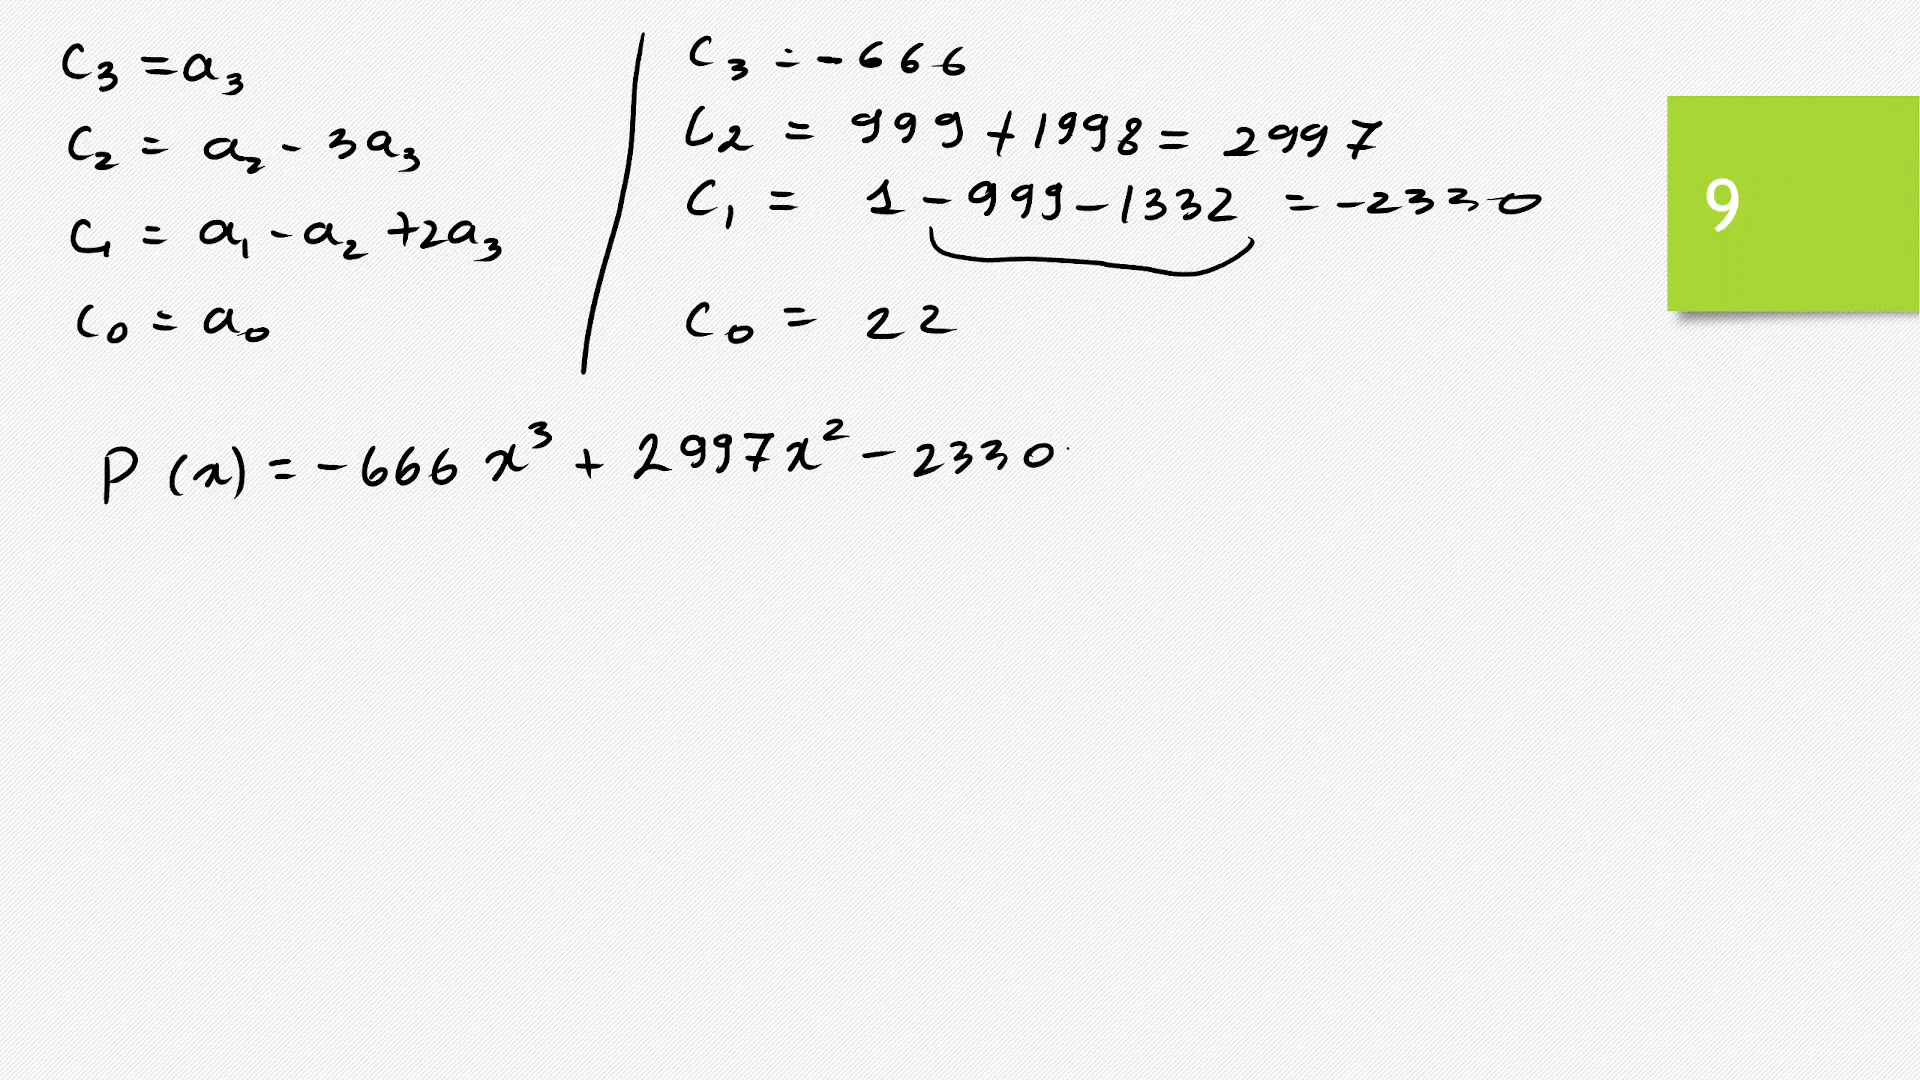 C₃ = a₃
C₂ = a₂ - 3a₃
C₁ = a₁ - a₂ + 2a₃
C₀ = a₀
C₃ = -666
C₂ = 999 + 1998 = 2997
C₁ = 1 - 999 - 1332 = -2330
C₀ = 22
P(x) = -666x³ + 2997x² - 2330
9